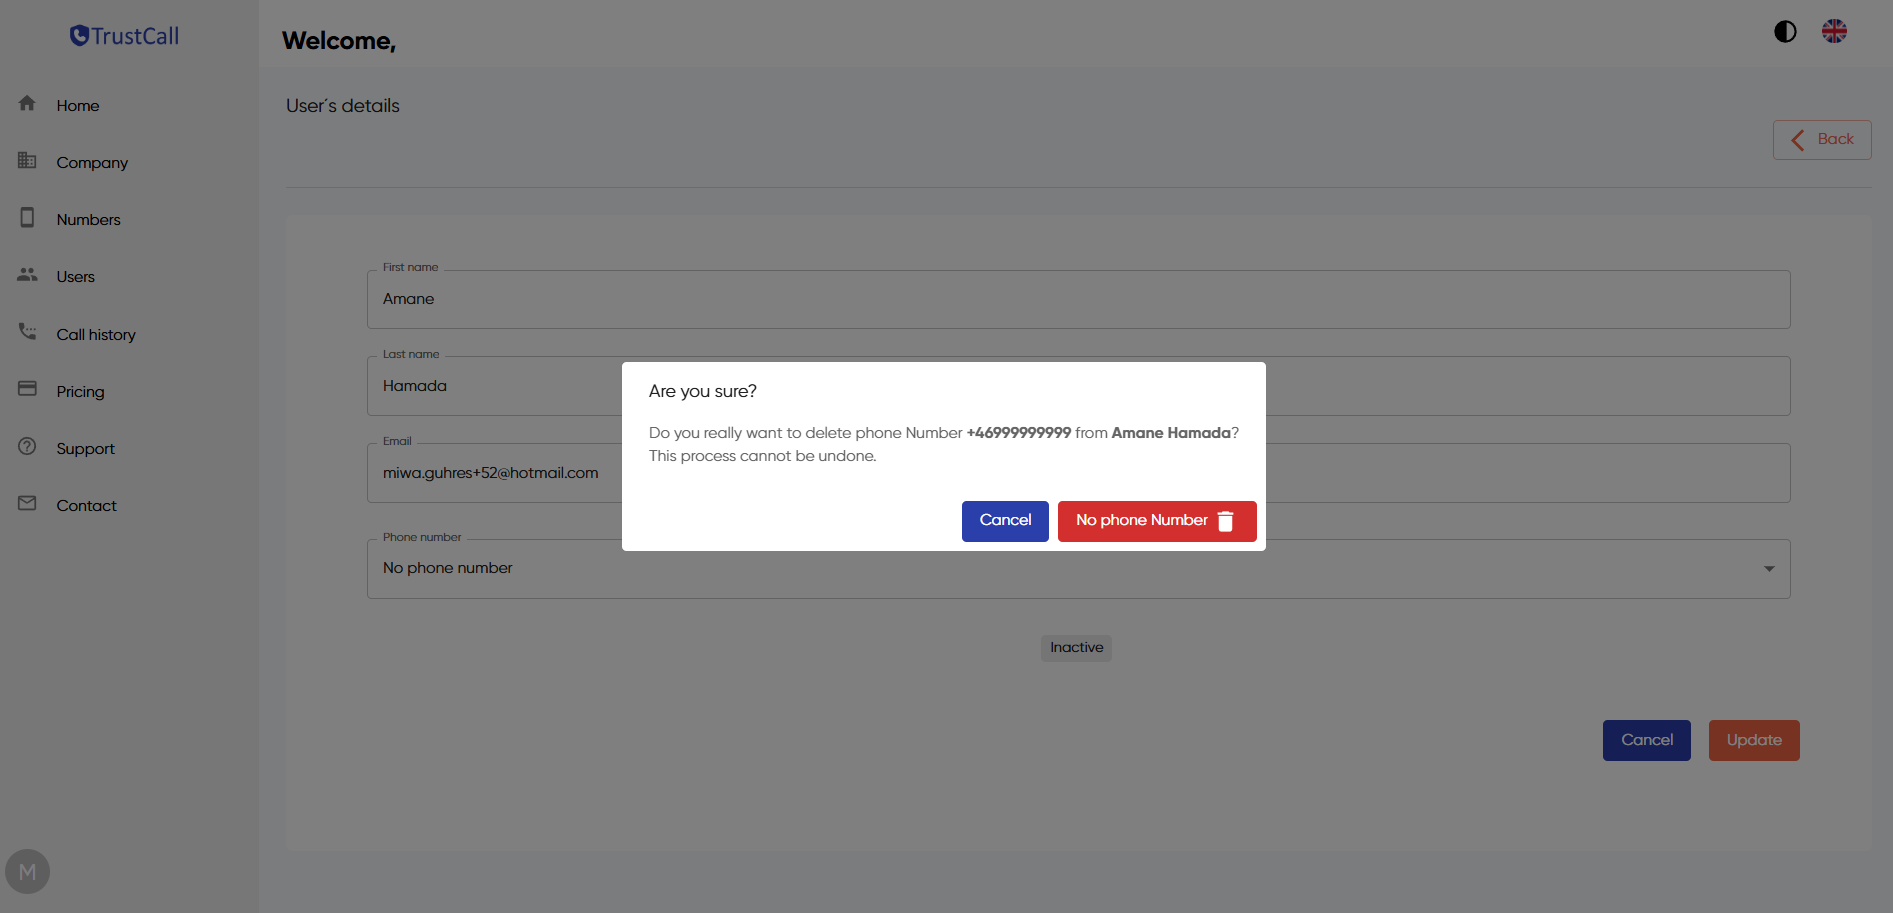 TrustCall
Welcome,
Home
Company
Numbers
Users
Call history
Pricing
Support
Contact
M
User´s details
Back
First name
Amane
Last name
Hamada
Email
miwa.guhres+52@hotmail.com
Phone number
No phone number
Inactive
Cancel
Update
Are you sure?
Do you really want to delete phone Number +46999999999 from Amane Hamada?
This process cannot be undone.
Cancel
No phone Number